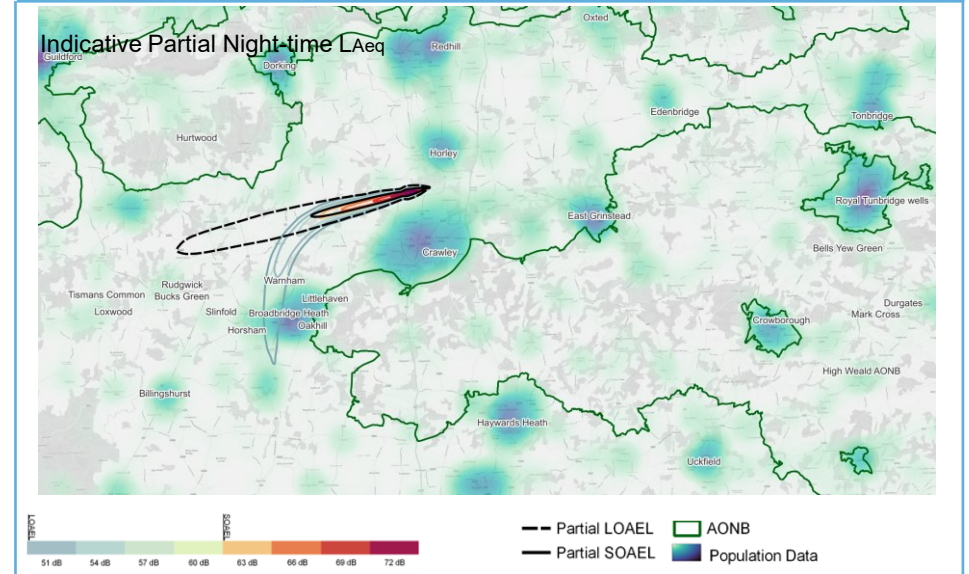 Indicative Partial Night-time LAeq
Oxted
Guildford
Redhill
Dorking
Edenbridge
Tonbridge
Hurtwood
Horley
Royal Tunbridge wells
East Grinstead
Bells Yew Green
Crawley
Warnham
Rudgwick
Tismans Common
Bucks Green
Littlehaven
Durgates
Loxwood
Slinfold
Broadbridge Heath
Mark Cross
Crowborough
Horsham
Oakhill
High Weald AONB
Billingshurst
Haywards Heath
Uckfield
LOAEL
SOAEL
51 dB 54 dB 57 dB 60 dB 63 dB 66 dB 69 dB 72 dB
Partial LOAEL
AONB
Partial SOAEL
Population Data